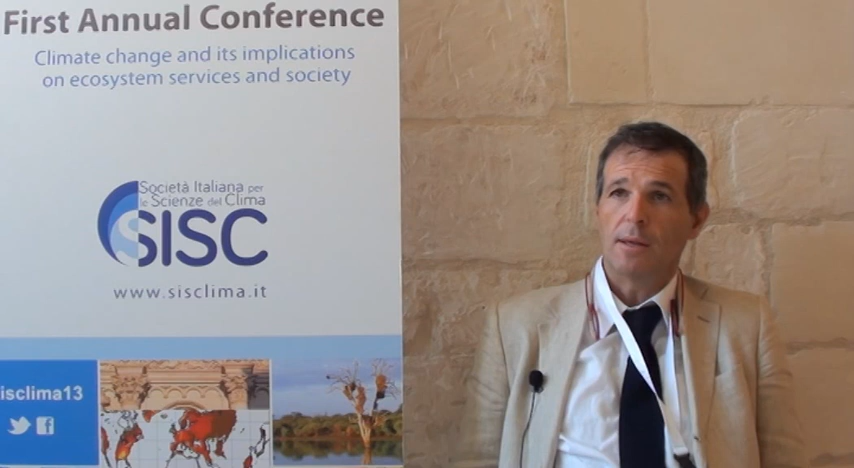 First Annual Conference
Climate change and its implications
on ecosystem services and society
Società Italiana per
le Scienze del Clima
SISC
www.sisclima.it
isclima13